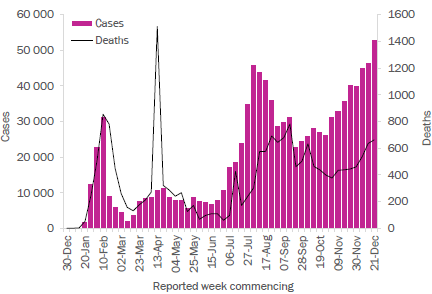 60 000
50 000
40 000
30 000
20 000
10 000
0
Cases
Cases
Deaths
1600
1400
1200
1000
800
600
400
200
0
Deaths
30-Dec
20-Jan
10-Feb
02-Mar
23-Mar
13-Apr
04-May
25-May
15-Jun
06-Jul
27-Jul
17-Aug
07-Sep
28-Sep
19-Oct
09-Nov
30-Nov
21-Dec
Reported week commencing